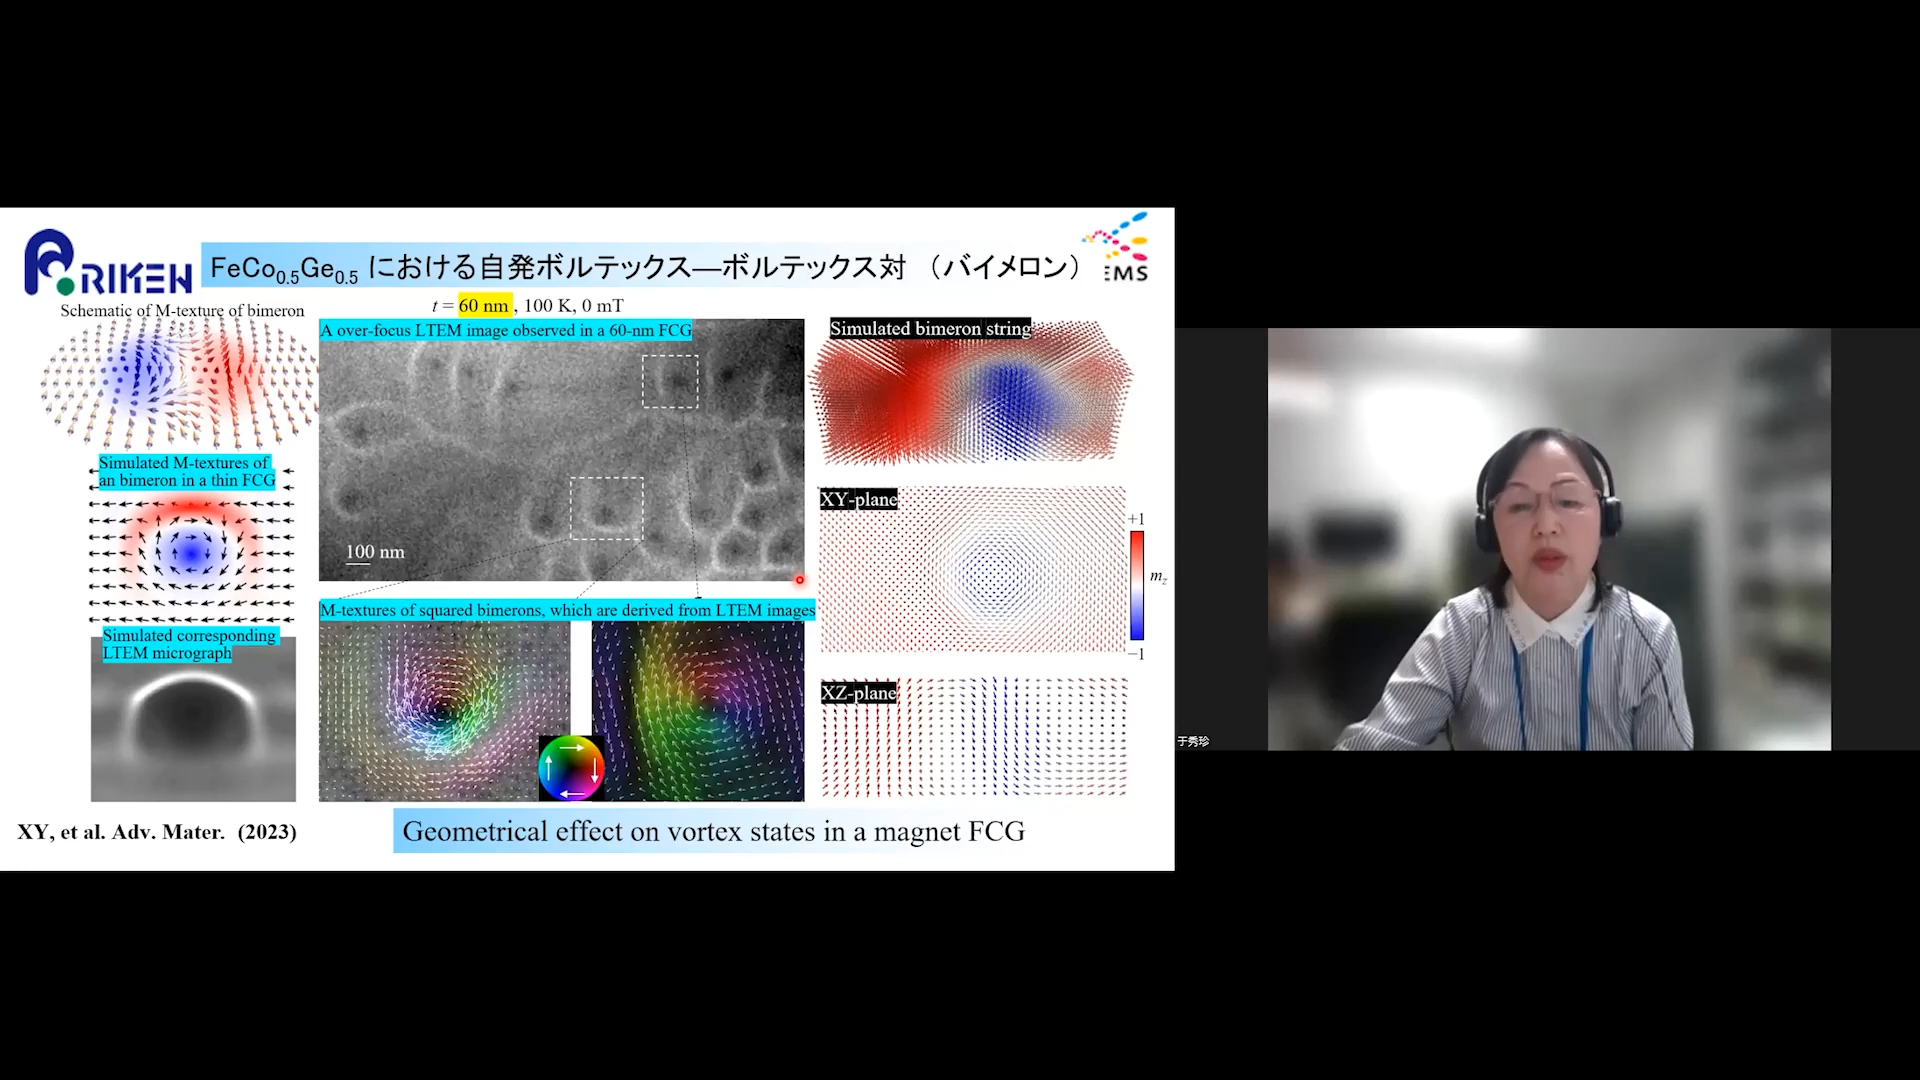 RIKEN
FeCo0.5Ge0.5 における自発ボルテックス—ボルテックス対 （バイメロン）
EMS
Schematic of M-texture of bimeron
t = 60 nm , 100 K, 0 mT
A over-focus LTEM image observed in a 60-nm FCG
Simulated bimeron string
Simulated M-textures of
an bimeron in a thin FCG
XY-plane
+1
mz
−1
100 nm
M-textures of squared bimerons, which are derived from LTEM images
Simulated corresponding
LTEM micrograph
XZ-plane
XY, et al. Adv. Mater. (2023)
Geometrical effect on vortex states in a magnet FCG
于秀珍